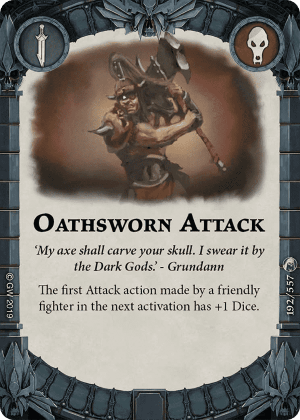 OATHSWORN ATTACK
‘My axe shall carve your skull. I swear it by
the Dark Gods.’ - Grundann
The first Attack action made by a friendly
fighter in the next activation has +1 Dice.
© GW 2019
192/557